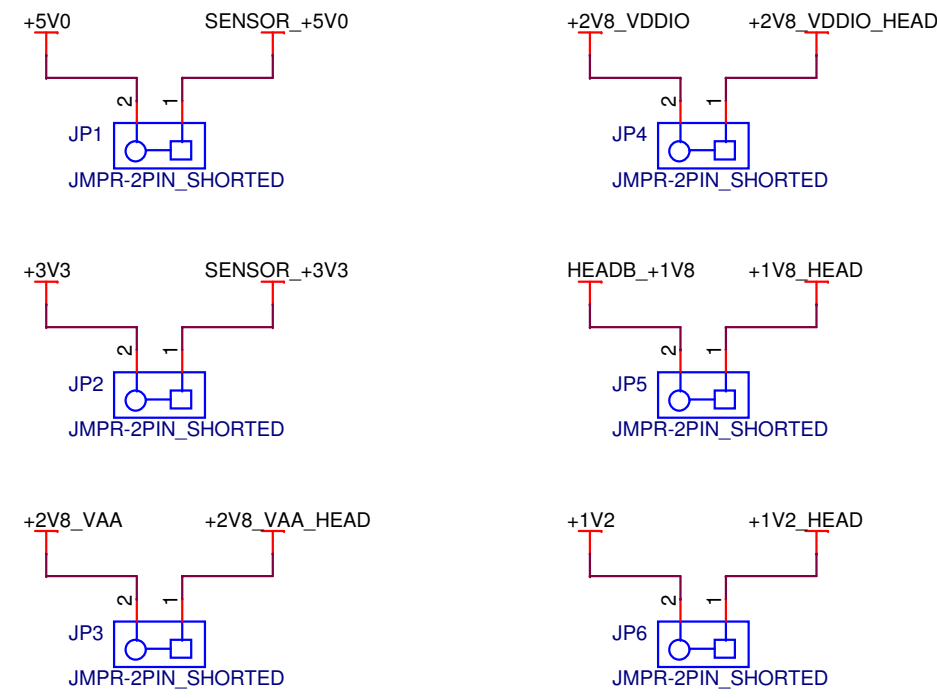 +5V0 SENSOR_+5V0
2 1
JP1
JMPR-2PIN_SHORTED
+2V8_VDDIO +2V8_VDDIO_HEAD
2 1
JP4
JMPR-2PIN_SHORTED
+3V3 SENSOR_+3V3
2 1
JP2
JMPR-2PIN_SHORTED
HEADB_+1V8 +1V8_HEAD
2 1
JP5
JMPR-2PIN_SHORTED
+2V8_VAA +2V8_VAA_HEAD
2 1
JP3
JMPR-2PIN_SHORTED
+1V2 +1V2_HEAD
2 1
JP6
JMPR-2PIN_SHORTED